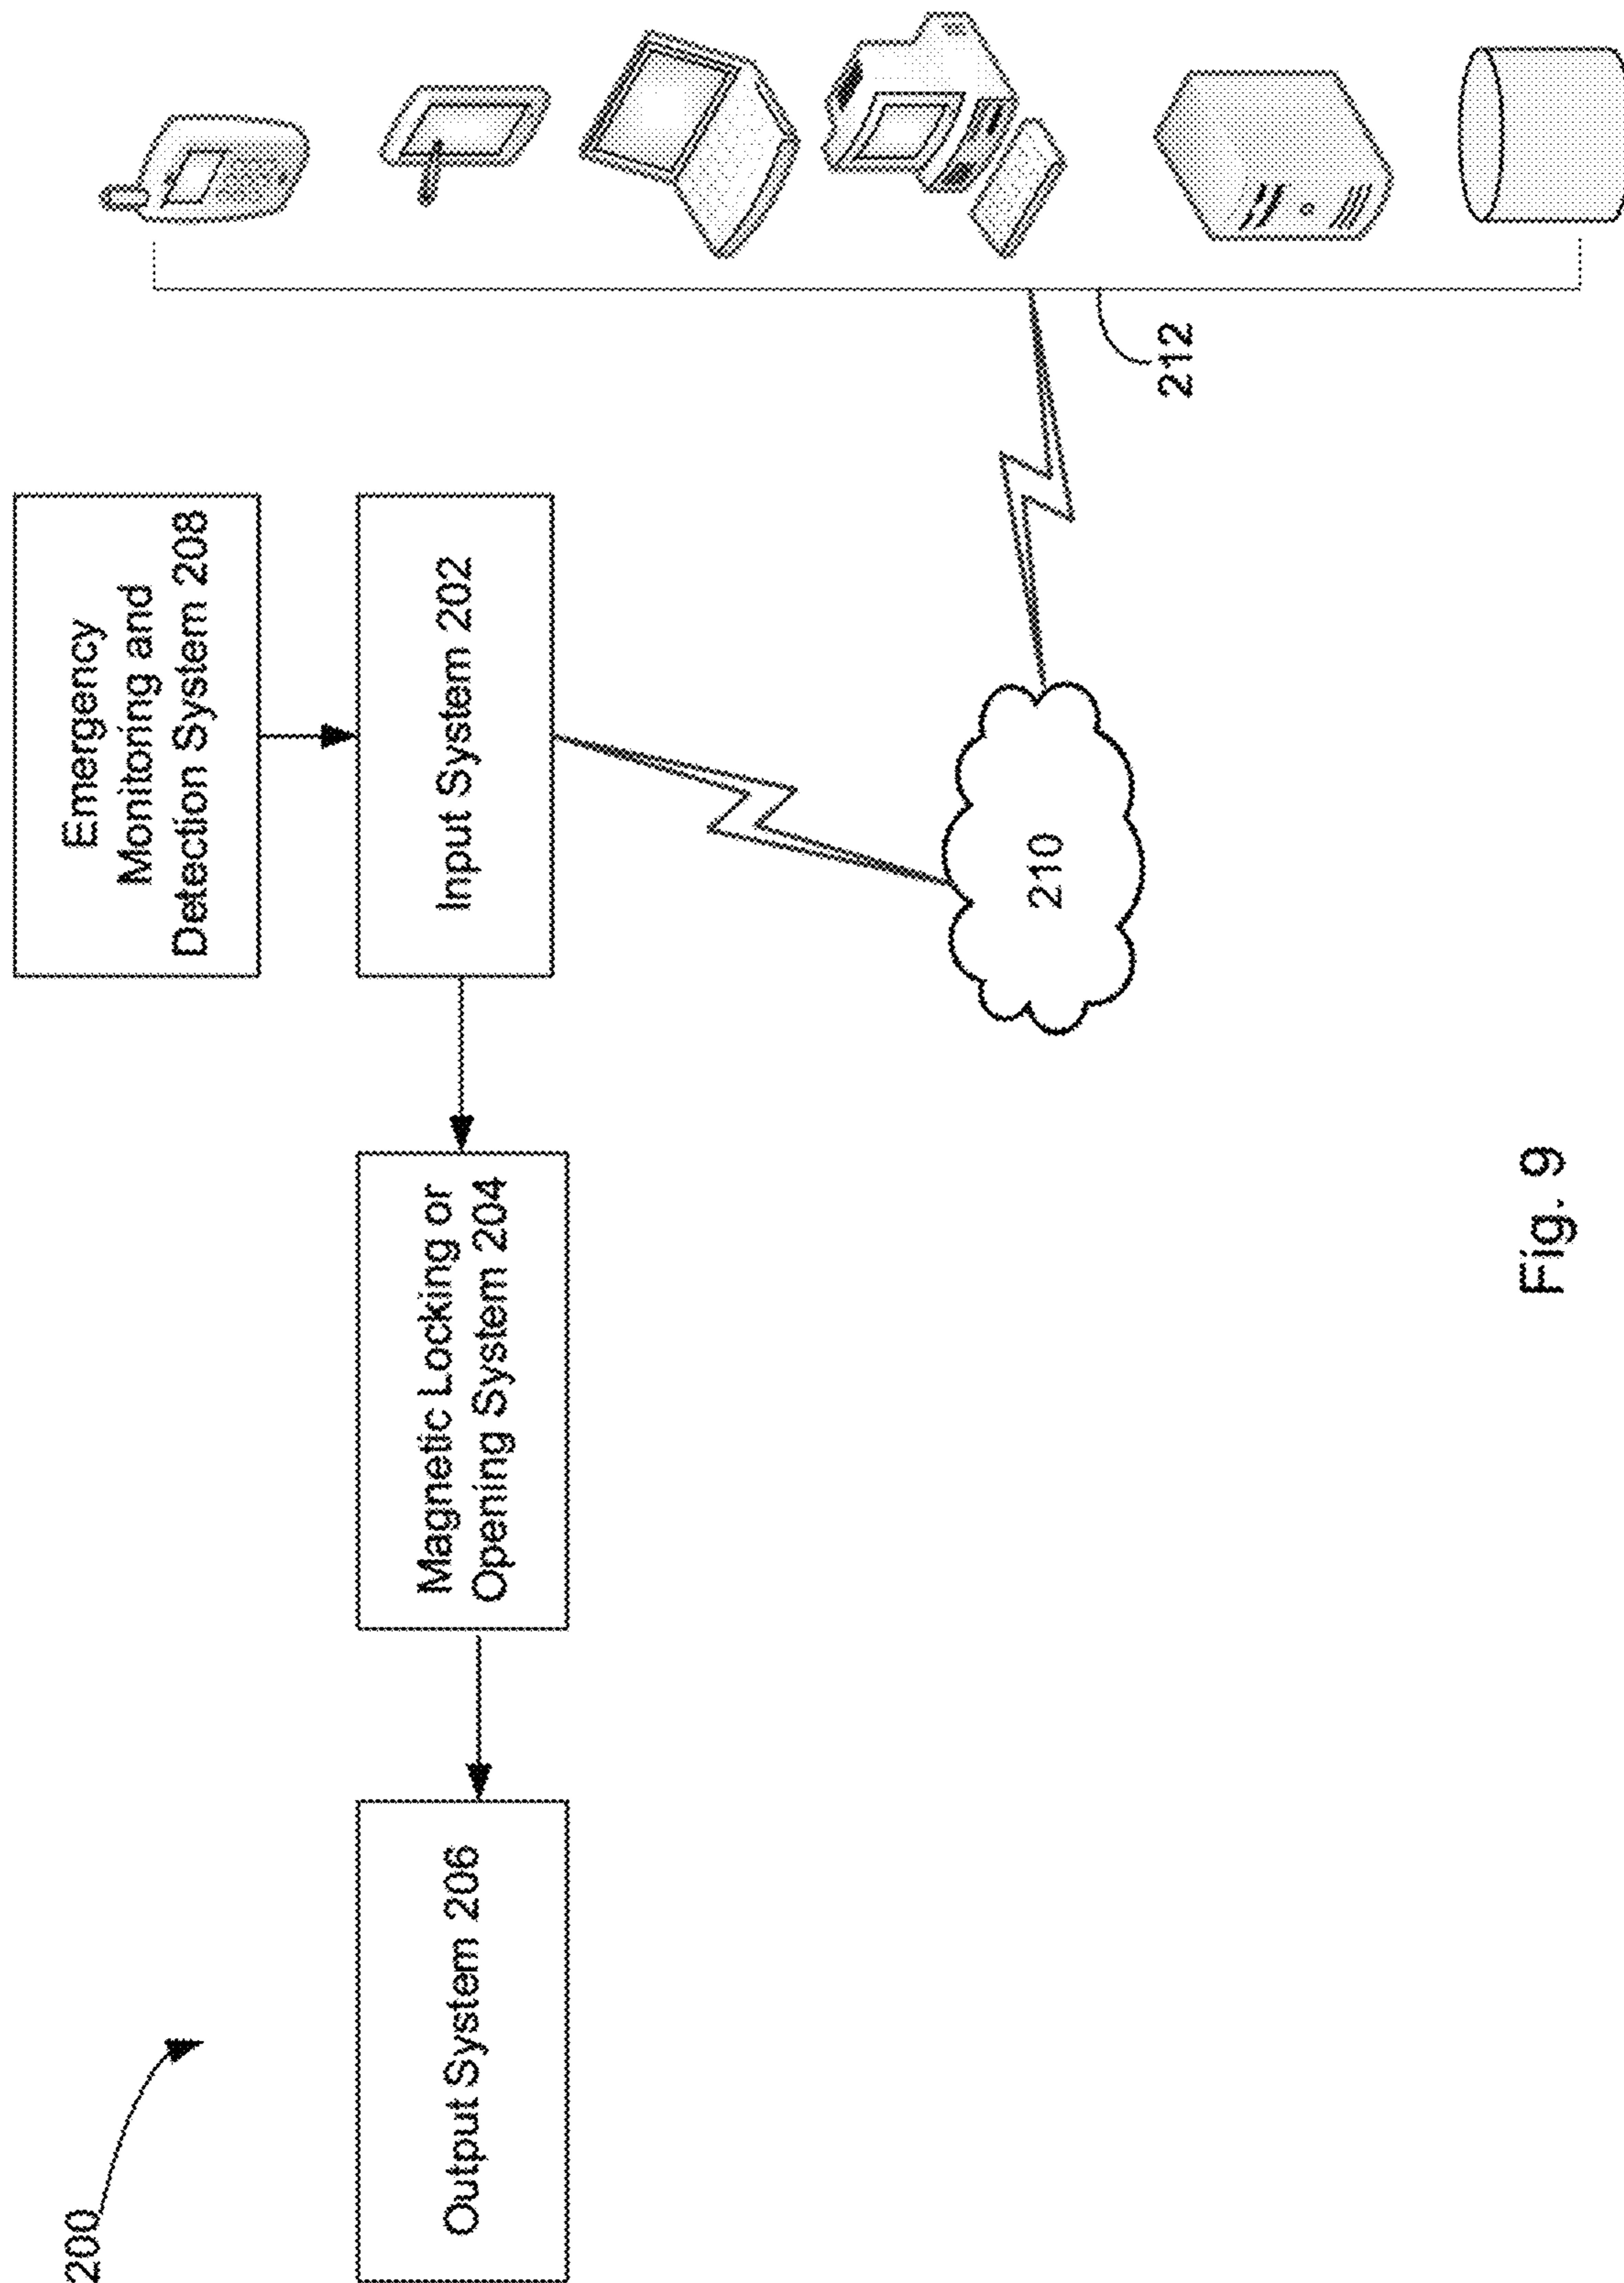 200
Emergency
Monitoring and
Detection System 208
Output System 206
Magnetic Locking or
Opening System 204
Input System 202
210
212
Fig. 9